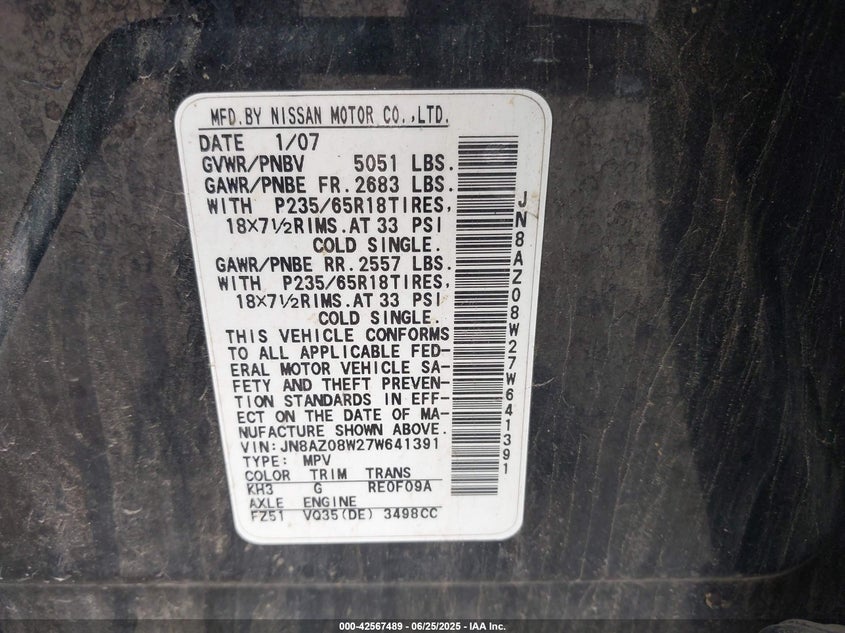 MFD.BY NISSAN MOTOR CO.,LTD.
DATE 1/07
GVWR/PNBV 5051 LBS.
GAWR/PNBE FR. 2683 LBS.
WITH P235/65R18TIRES,
18X7½RIMS.AT 33 PSI
COLD SINGLE.
GAWR/PNBE RR. 2557 LBS.
WITH P235/65R18TIRES,
18X7½RIMS.AT 33 PSI
COLD SINGLE.
THIS VEHICLE CONFORMS
TO ALL APPLICABLE FED-
ERAL MOTOR VEHICLE SA-
FETY AND THEFT PREVEN-
TION STANDARDS IN EFF-
ECT ON THE DATE OF MA-
NUFACTURE SHOWN ABOVE.
VIN:JN8AZ08W27W641391
TYPE: MPV
COLOR TRIM TRANS
KH3 G RE0F09A
AXLE ENGINE
FZ51 VQ35(DE) 3498CC
JN8AZ08W27W641391
000-42567489 - 06/25/2025 - IAA Inc.